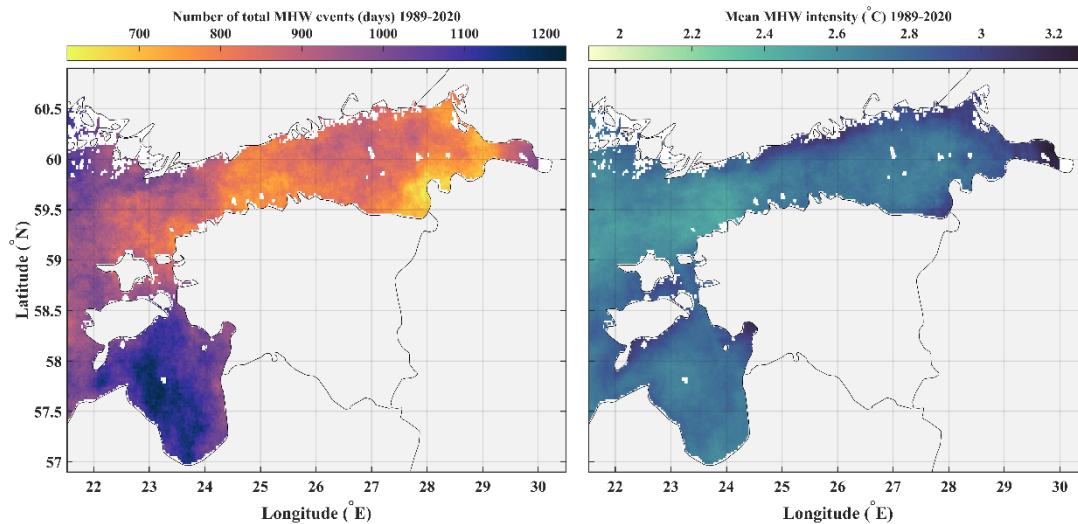 Number of total MHW events (days) 1989-2020
700 800 900 1000 1100 1200
60.5
60
59.5
59
58.5
58
57.5
57
Latitude (°N)
22 23 24 25 26 27 28 29 30
Longitude (°E)
Mean MHW intensity (°C) 1989-2020
2 2.2 2.4 2.6 2.8 3 3.2
22 23 24 25 26 27 28 29 30
Longitude (°E)